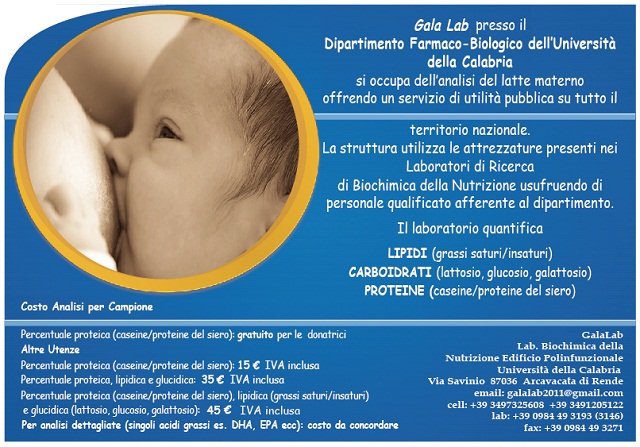 Gala Lab presso il
Dipartimento Farmaco-Biologico dell'Università
della Calabria
si occupa dell'analisi del latte materno
offrendo un servizio di utilità pubblica su tutto il
territorio nazionale.
La struttura utilizza le attrezzature presenti nei
Laboratori di Ricerca
di Biochimica della Nutrizione usufruendo di
personale qualificato afferente al dipartimento.
Il laboratorio quantifica
LIPIDI (grassi saturi/insaturi)
CARBOIDRATI (lattosio, glucosio, galattosio)
PROTEINE (caseine/proteine del siero)
Costo Analisi per Campione
Percentuale proteica (caseine/proteine del siero): gratuito per le donatrici
Altre Utenze
Percentuale proteica (caseine/proteine del siero): 15 € IVA inclusa
Percentuale proteica, lipidica e glucidica: 35 € IVA inclusa
Percentuale proteica (caseine/proteine del siero), lipidica (grassi saturi/insaturi)
e glucidica (lattosio, glucosio, galattosio): 45 € IVA inclusa
Per analisi dettagliate (singoli acidi grassi es. DHA, EPA ecc): costo da concordare
GalaLab
Lab. Biochimica della
Nutrizione Edificio Polinfunzionale
Università della Calabria
Via Savinio 87036 Arcavacata di Rende
email: galalab2011@gmail.com
cell: +39 3497325608 +39 3491205122
lab: +39 0984 49 3193 (3146)
fax: +39 0984 49 3271